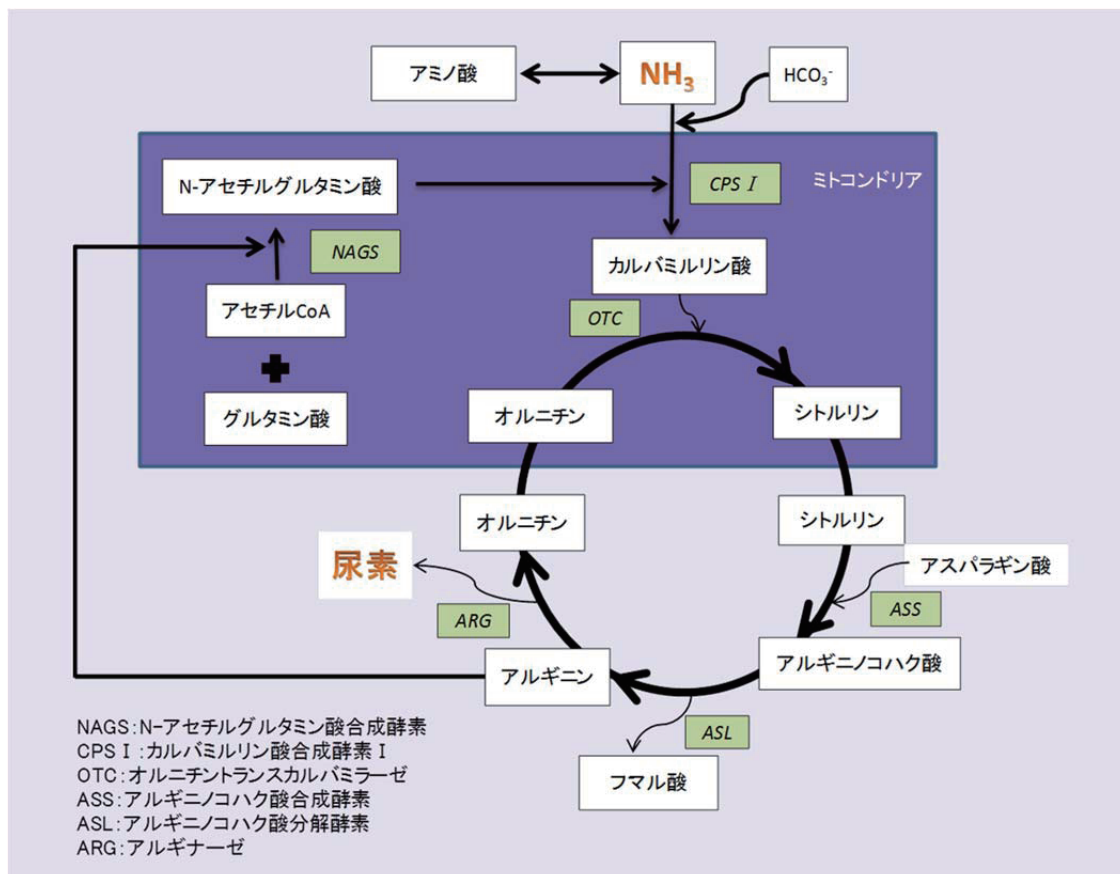 アミノ酸
NH₃
HCO₃⁻
ミトコンドリア
N-アセチルグルタミン酸
CPS Ⅰ
NAGS
カルバミルリン酸
アセチルCoA
OTC
グルタミン酸
オルニチン
シトルリン
オルニチン
シトルリン
尿素
アスパラギン酸
ARG
ASS
アルギニン
アルギニノコハク酸
ASL
フマル酸
NAGS:N-アセチルグルタミン酸合成酵素
CPS Ⅰ:カルバミルリン酸合成酵素Ⅰ
OTC:オルニチントランスカルバミラーゼ
ASS:アルギニノコハク酸合成酵素
ASL:アルギニノコハク酸分解酵素
ARG:アルギナーゼ